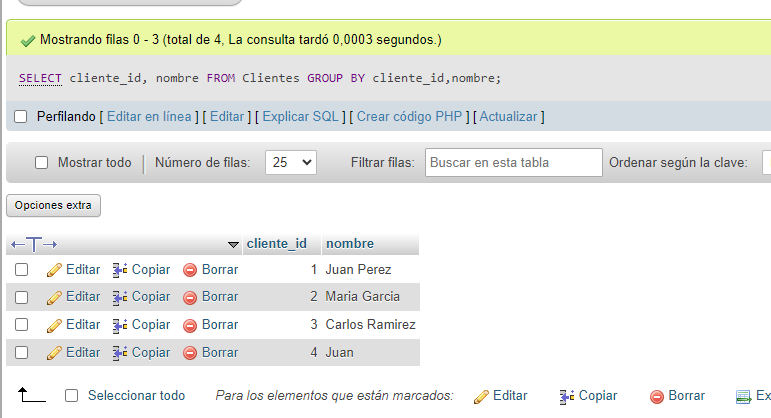 Mostrando filas 0 - 3 (total de 4, La consulta tardó 0,0003 segundos.)
SELECT cliente_id, nombre FROM Clientes GROUP BY cliente_id,nombre;
Perfilando [ Editar en línea ] [ Editar ] [ Explicar SQL ] [ Crear código PHP ] [ Actualizar ]
Mostrar todo | Número de filas: 25 Filtrar filas: Buscar en esta tabla Ordenar según la clave:
Opciones extra
←T→ cliente_id nombre
Editar Copiar Borrar 1 Juan Perez
Editar Copiar Borrar 2 Maria Garcia
Editar Copiar Borrar 3 Carlos Ramirez
Editar Copiar Borrar 4 Juan
Seleccionar todo Para los elementos que están marcados: Editar Copiar Borrar Ex